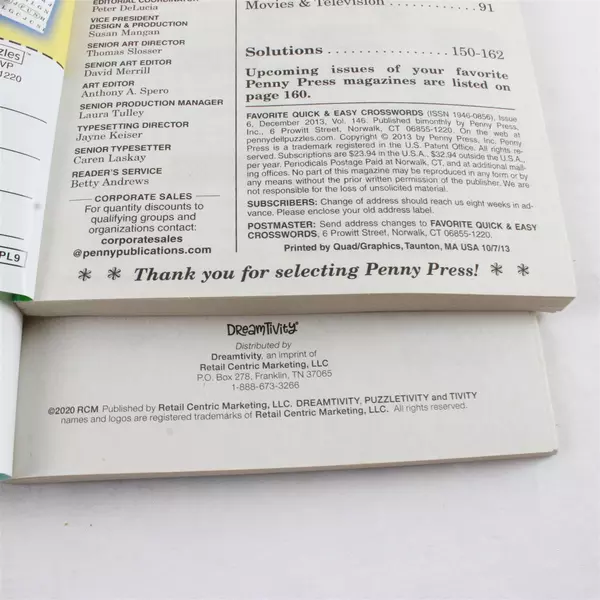 EDITORIAL COORDINATOR
Peter DeLucia
VICE PRESIDENT
DESIGN & PRODUCTION
Susan Mangan
SENIOR ART DIRECTOR
Thomas Slosser
SENIOR ART EDITOR
David Merrill
ART EDITOR
Anthony A. Spero
SENIOR PRODUCTION MANAGER
Laura Tulley
TYPESETTING DIRECTOR
Jayne Keiser
SENIOR TYPESETTER
Caren Laskay
READER'S SERVICE
Betty Andrews
CORPORATE SALES
For quantity discounts to
qualifying groups and
organizations contact:
corporatesales
@pennypublications.com
VP
1220
PL9
Movies & Television . . . . . . . . . . . 91
Solutions . . . . . . . . . . . . . . . 150-162
Upcoming issues of your favorite
Penny Press magazines are listed on
page 160.
FAVORITE QUICK & EASY CROSSWORDS (ISSN 1946-0856), Issue
6, December 2013, Vol. 146. Published bimonthly by Penny Press,
Inc., 6 Prowitt Street, Norwalk, CT 06855-1220. On the web at
pennydellpuzzles.com. Copyright © 2013 by Penny Press, Inc. Penny
Press is a trademark registered in the U.S. Patent Office. All rights re-
served. Subscriptions are $23.94 in the U.S.A., $32.94 outside the U.S.A.,
per year. Periodicals Postage Paid at Norwalk, CT, and at additional mail-
ing offices. No part of this magazine may be reproduced in any form or by
any means without the prior written permission of the publisher. We are
not responsible for the loss of unsolicited material.
SUBSCRIBERS: Change of address should reach us eight weeks in ad-
vance. Please enclose your old address label.
POSTMASTER: Send address changes to FAVORITE QUICK & EASY
CROSSWORDS, 6 Prowitt Street, Norwalk, CT 06855-1220.
Printed by Quad/Graphics, Taunton, MA USA 10/7/13
* * Thank you for selecting Penny Press! * *
DREAMTIVITY
Distributed by
Dreamtivity, an imprint of
Retail Centric Marketing, LLC
P.O. Box 278, Franklin, TN 37065
1-888-673-3266
©2020 RCM. Published by Retail Centric Marketing, LLC. DREAMTIVITY, PUZZLETIVITY and TIVITY
names and logos are registered trademarks of Retail Centric Marketing, LLC. All rights reserved.